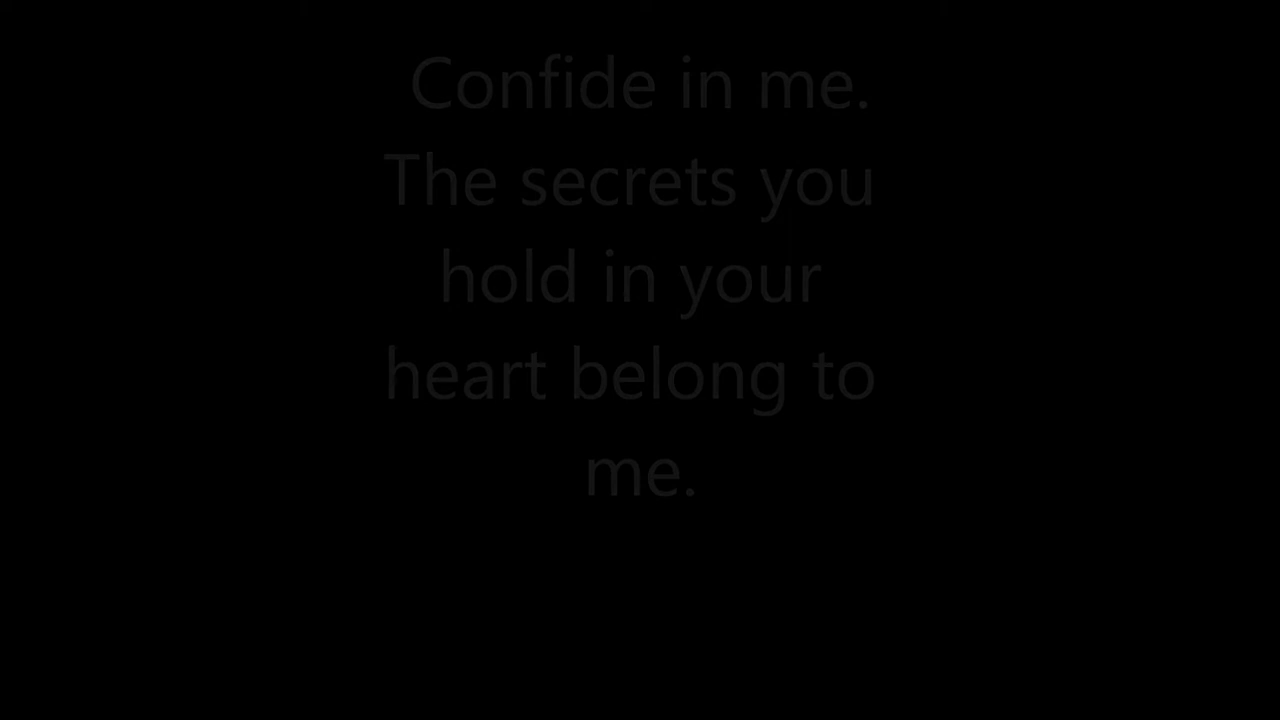 Confide in me.
The secrets you
hold in your
heart belong to
me.